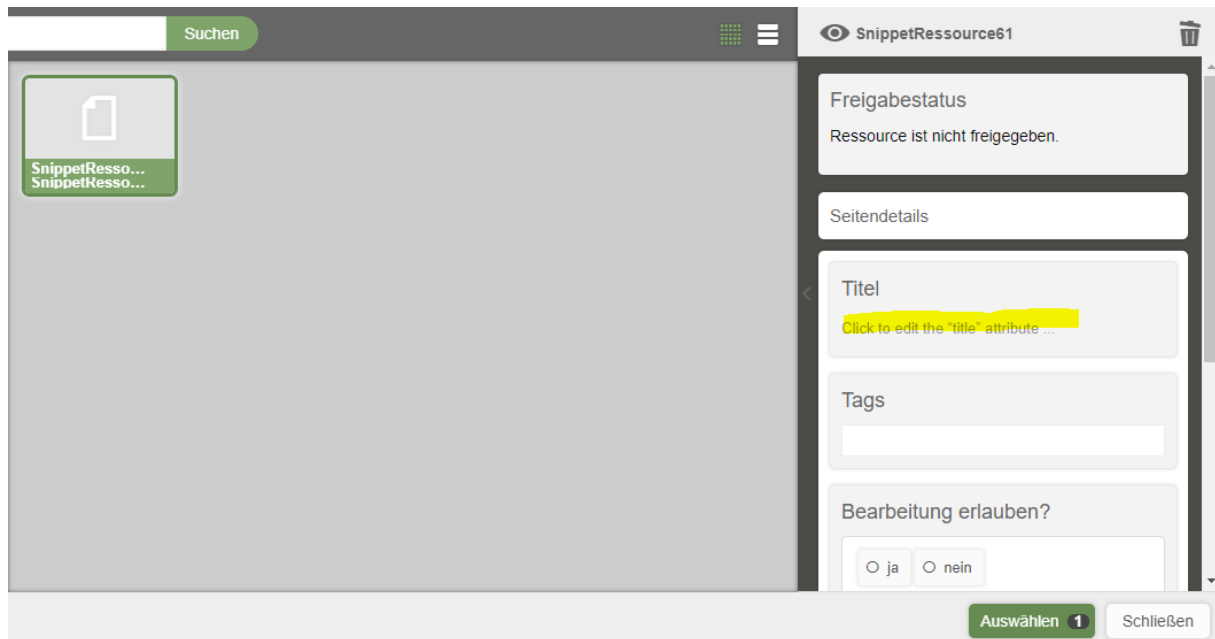 Suchen
SnippetRessource61
SnippetResso...
SnippetResso...
Freigabestatus
Ressource ist nicht freigegeben.
Seitendetails
Titel
Click to edit the "title" attribute ...
Tags
Bearbeitung erlauben?
ja nein
Auswählen 1 Schließen